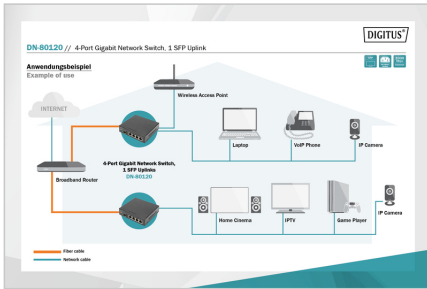 DIGITUS®
DN-80120 // 4-Port Gigabit Network Switch, 1 SFP Uplink
Anwendungsbeispiel
Example of use
Wireless Access Point
INTERNET
Laptop
VoIP Phone
IP Camera
4-Port Gigabit Network Switch,
1 SFP Uplinks
DN-80120
Broadband Router
Home Cinema
IPTV
Game Player
IP Camera
Fiber cable
Network cable